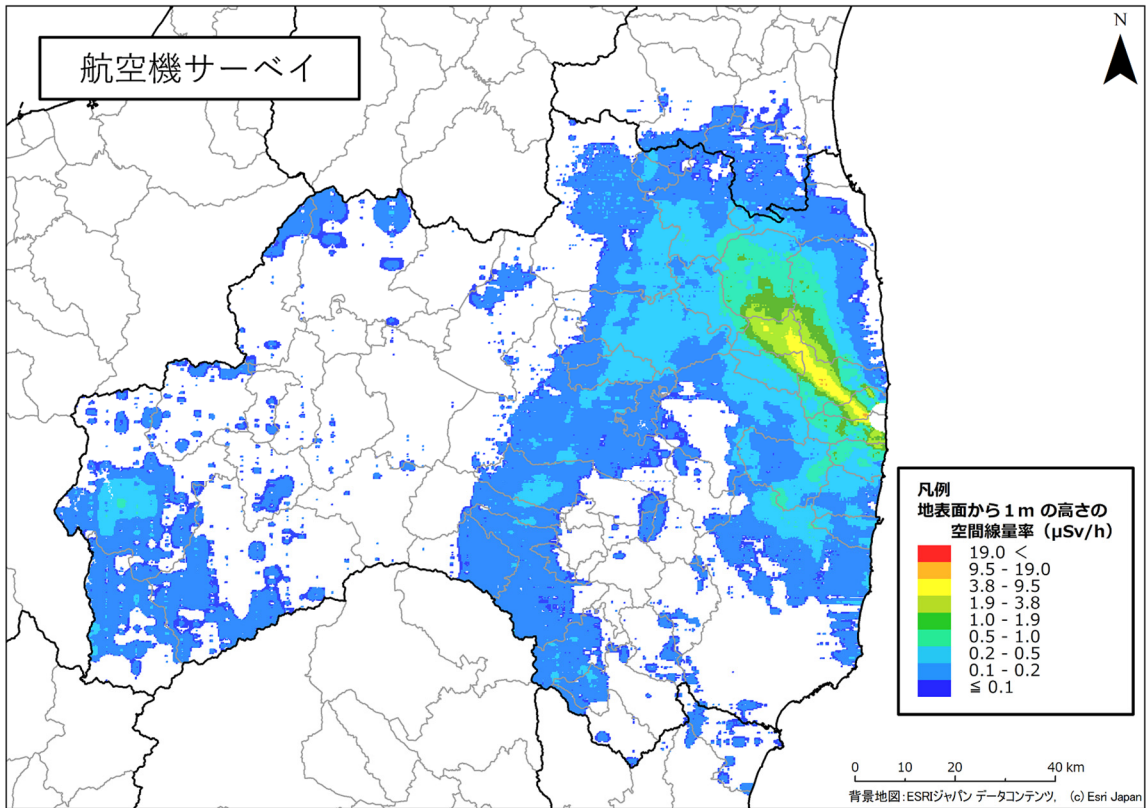 航空機サーベイ
N
凡例
地表面から1mの高さの
空間線量率（μSv/h）
19.0 <
9.5 - 19.0
3.8 - 9.5
1.9 - 3.8
1.0 - 1.9
0.5 - 1.0
0.2 - 0.5
0.1 - 0.2
≦ 0.1
0 10 20 40 km
背景地図:ESRIジャパン データコンテンツ, (c) Esri Japan